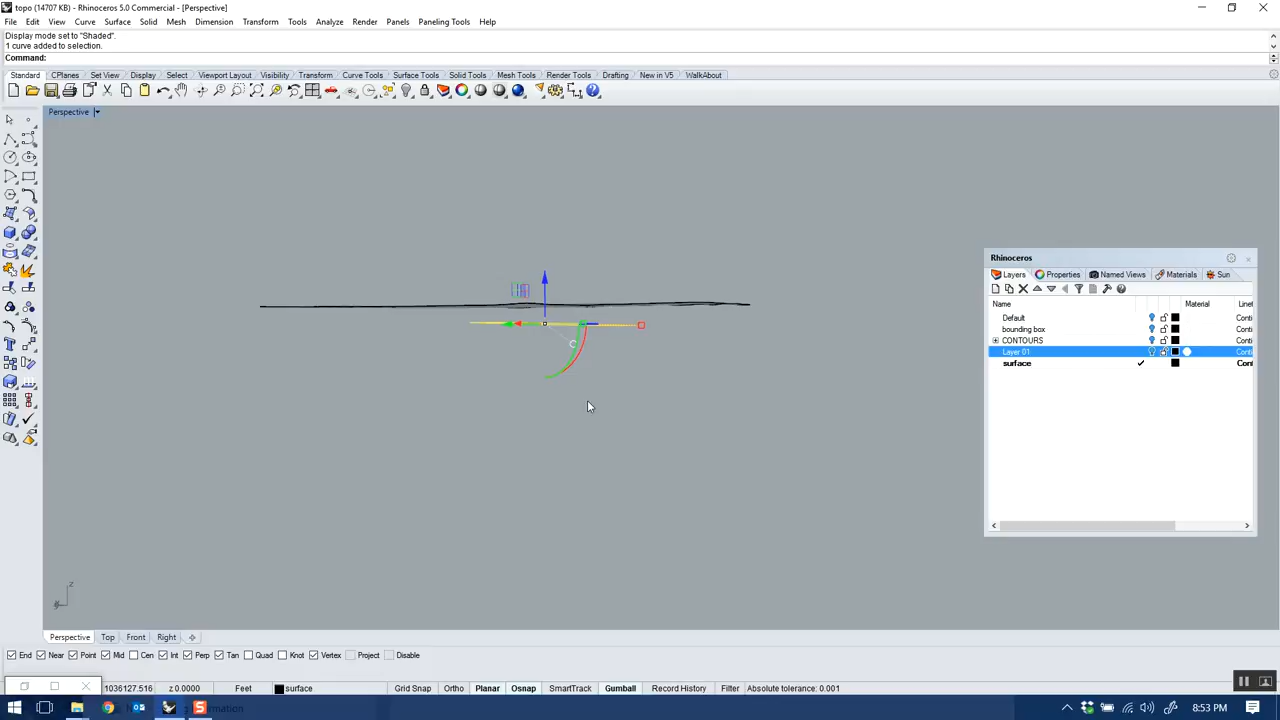 topo (14707 KB) - Rhinoceros 5.0 Commercial - [Perspective]
File Edit View Curve Surface Solid Mesh Dimension Transform Tools Analyze Render Panels Paneling Tools Help
Display mode set to "Shaded".
1 curve added to selection.
Command:
Standard CPlanes Set View Display Select Viewport Layout Visibility Transform Curve Tools Surface Tools Solid Tools Mesh Tools Render Tools Drafting New in V5 WalkAbout
Perspective
Rhinoceros
Layers Properties Named Views Materials Sun
Name Material Linet
Default Conti
bounding box Conti
CONTOURS Conti
Layer 01 Conti
surface Conti
z
Perspective Top Front Right
End Near Point Mid Cen Int Perp Tan Quad Knot Vertex Project Disable
1036127.516 z 0.0000 Feet surface Grid Snap Ortho Planar Osnap SmartTrack Gumball Record History Filter Absolute tolerance: 0.001
8:53 PM